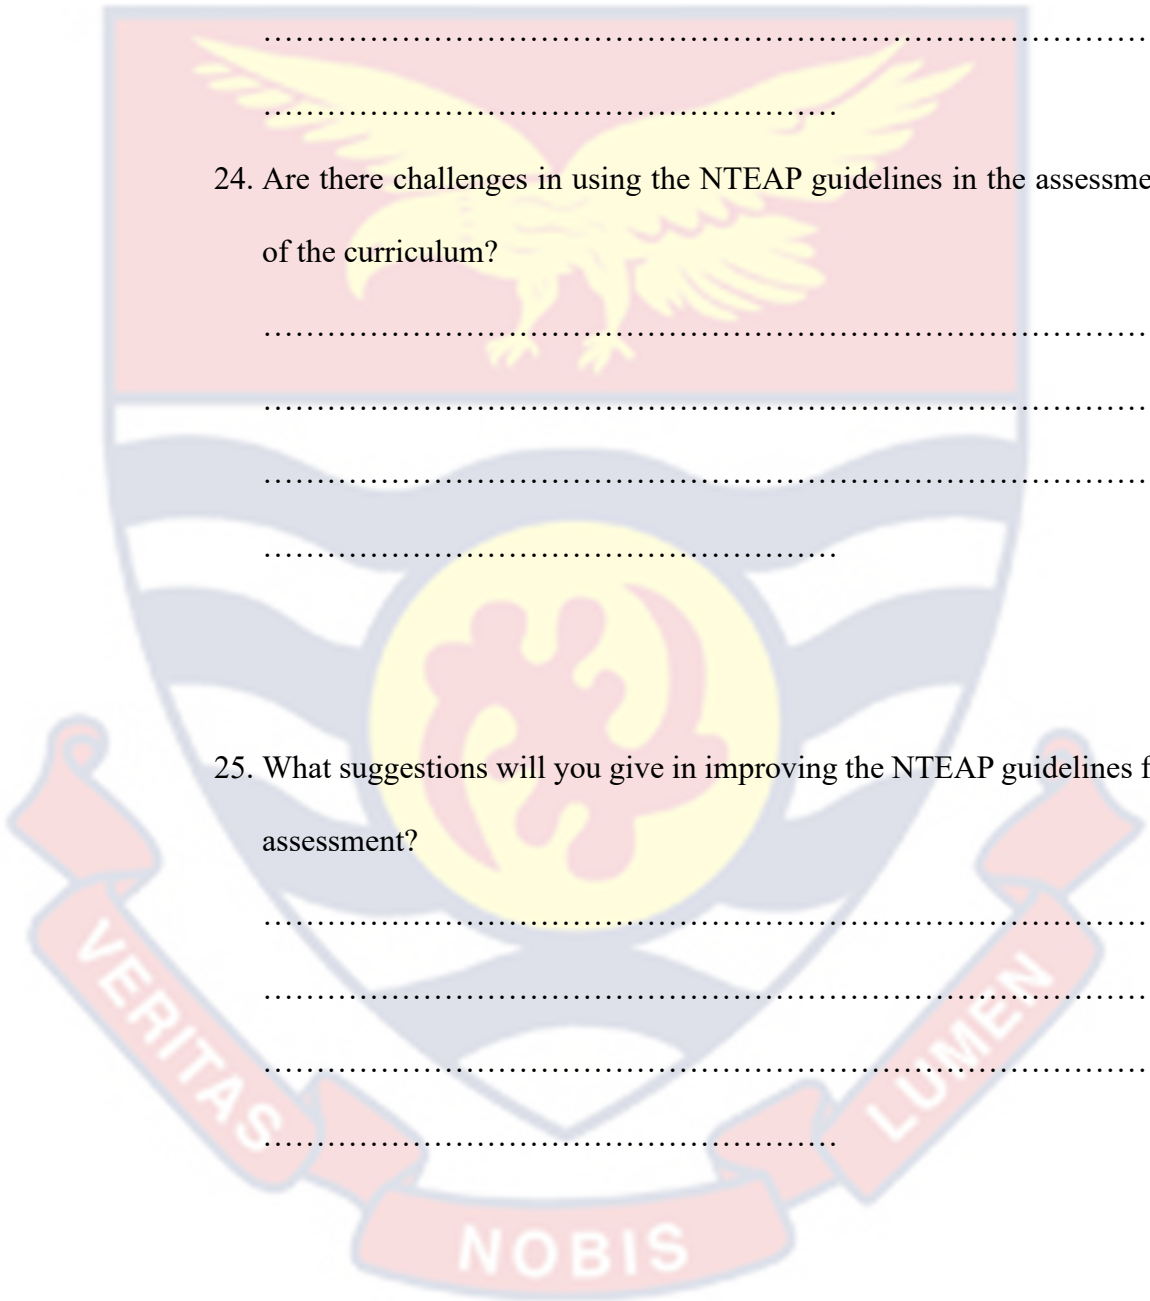 ……………………………………………………………………………
…………………………………………………
24. Are there challenges in using the NTEAP guidelines in the assessme
of the curriculum?
……………………………………………………………………………
……………………………………………………………………………
……………………………………………………………………………
…………………………………………………
25. What suggestions will you give in improving the NTEAP guidelines f
assessment?
……………………………………………………………………………
……………………………………………………………………………
……………………………………………………………………………
…………………………………………………
VERITAS
NOBIS
LUMEN